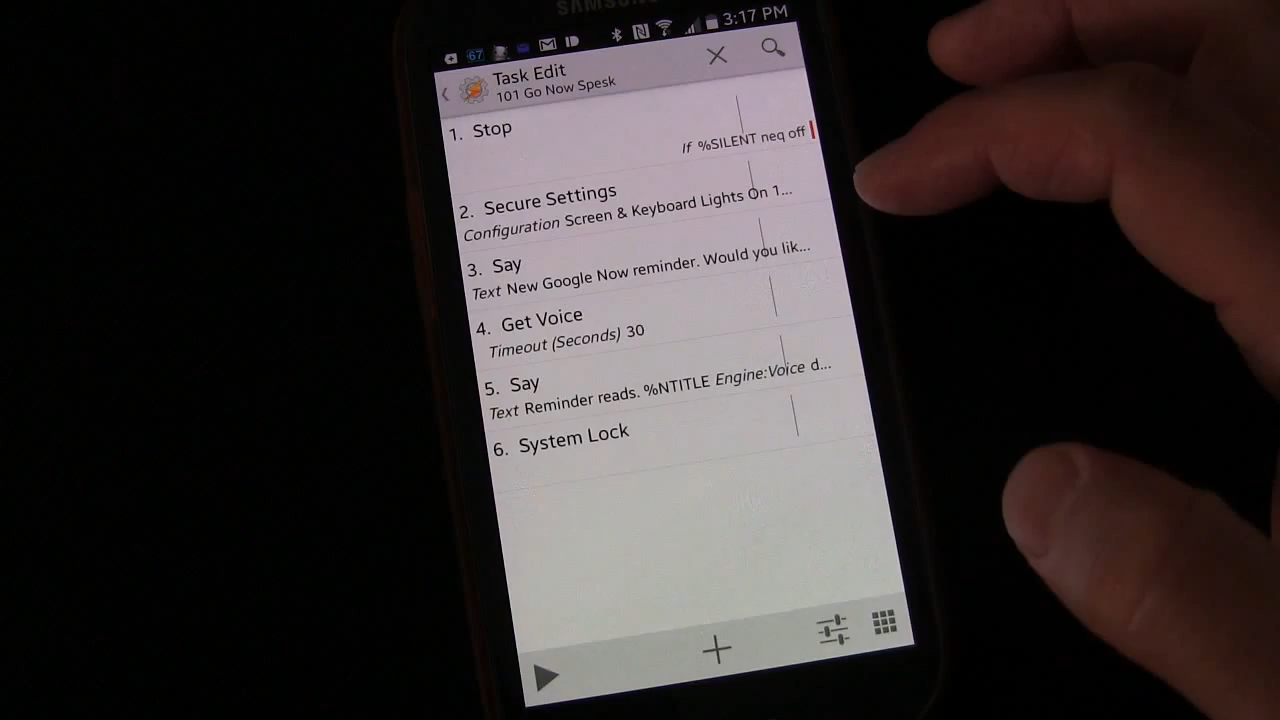 SAMSUNG
67
3:17 PM
Task Edit
101 Go Now Spesk
1. Stop
If %SILENT neq off
2. Secure Settings
Configuration Screen & Keyboard Lights On 1...
3. Say
Text New Google Now reminder. Would you lik...
4. Get Voice
Timeout (Seconds) 30
5. Say
Text Reminder reads. %NTITLE Engine:Voice d...
6. System Lock